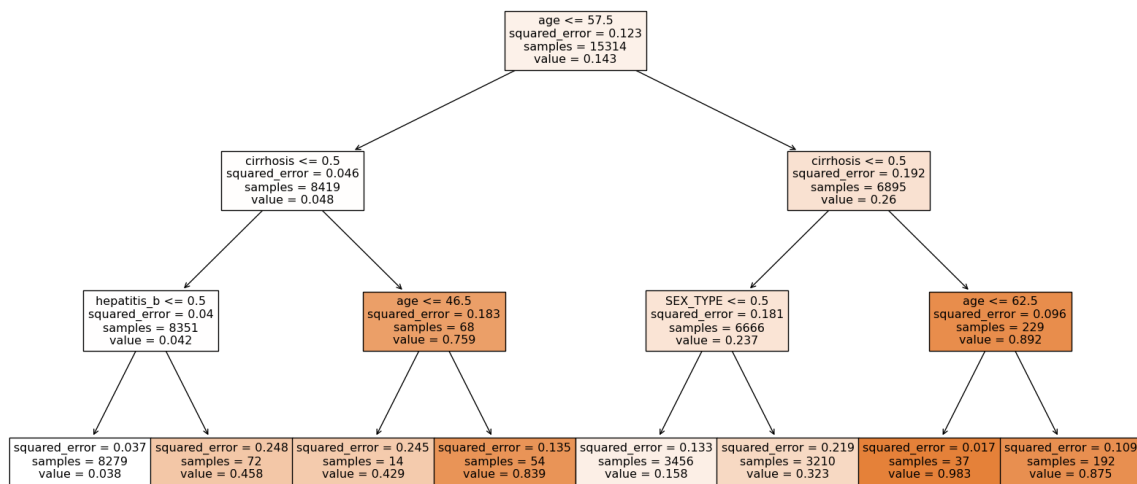 age <= 57.5
squared_error = 0.123
samples = 15314
value = 0.143
cirrhosis <= 0.5
squared_error = 0.046
samples = 8419
value = 0.048
cirrhosis <= 0.5
squared_error = 0.192
samples = 6895
value = 0.26
hepatitis_b <= 0.5
squared_error = 0.04
samples = 8351
value = 0.042
age <= 46.5
squared_error = 0.183
samples = 68
value = 0.759
SEX_TYPE <= 0.5
squared_error = 0.181
samples = 6666
value = 0.237
age <= 62.5
squared_error = 0.096
samples = 229
value = 0.892
squared_error = 0.037
samples = 8279
value = 0.038
squared_error = 0.248
samples = 72
value = 0.458
squared_error = 0.245
samples = 14
value = 0.429
squared_error = 0.135
samples = 54
value = 0.839
squared_error = 0.133
samples = 3456
value = 0.158
squared_error = 0.219
samples = 3210
value = 0.323
squared_error = 0.017
samples = 37
value = 0.983
squared_error = 0.109
samples = 192
value = 0.875